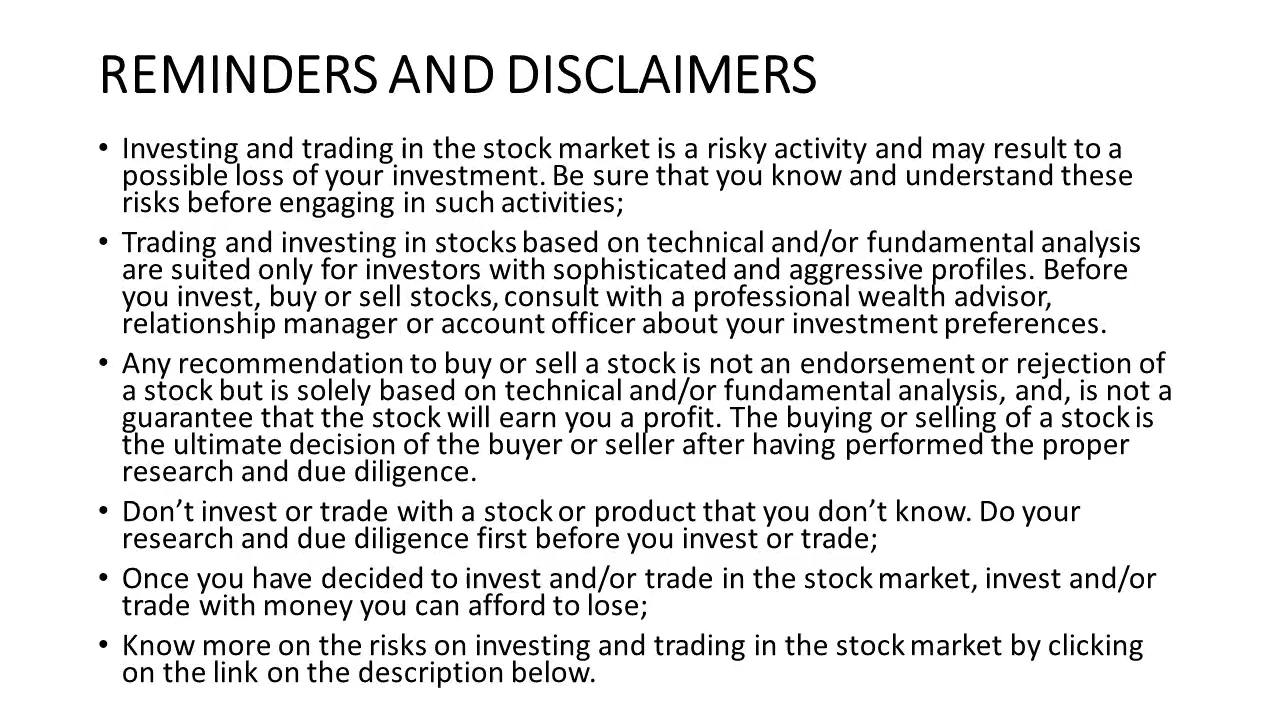 REMINDERS AND DISCLAIMERS
• Investing and trading in the stock market is a risky activity and may result to a
possible loss of your investment. Be sure that you know and understand these
risks before engaging in such activities;
• Trading and investing in stocks based on technical and/or fundamental analysis
are suited only for investors with sophisticated and aggressive profiles. Before
you invest, buy or sell stocks, consult with a professional wealth advisor,
relationship manager or account officer about your investment preferences.
• Any recommendation to buy or sell a stock is not an endorsement or rejection of
a stock but is solely based on technical and/or fundamental analysis, and, is not a
guarantee that the stock will earn you a profit. The buying or selling of a stock is
the ultimate decision of the buyer or seller after having performed the proper
research and due diligence.
• Don’t invest or trade with a stock or product that you don’t know. Do your
research and due diligence first before you invest or trade;
• Once you have decided to invest and/or trade in the stock market, invest and/or
trade with money you can afford to lose;
• Know more on the risks on investing and trading in the stock market by clicking
on the link on the description below.